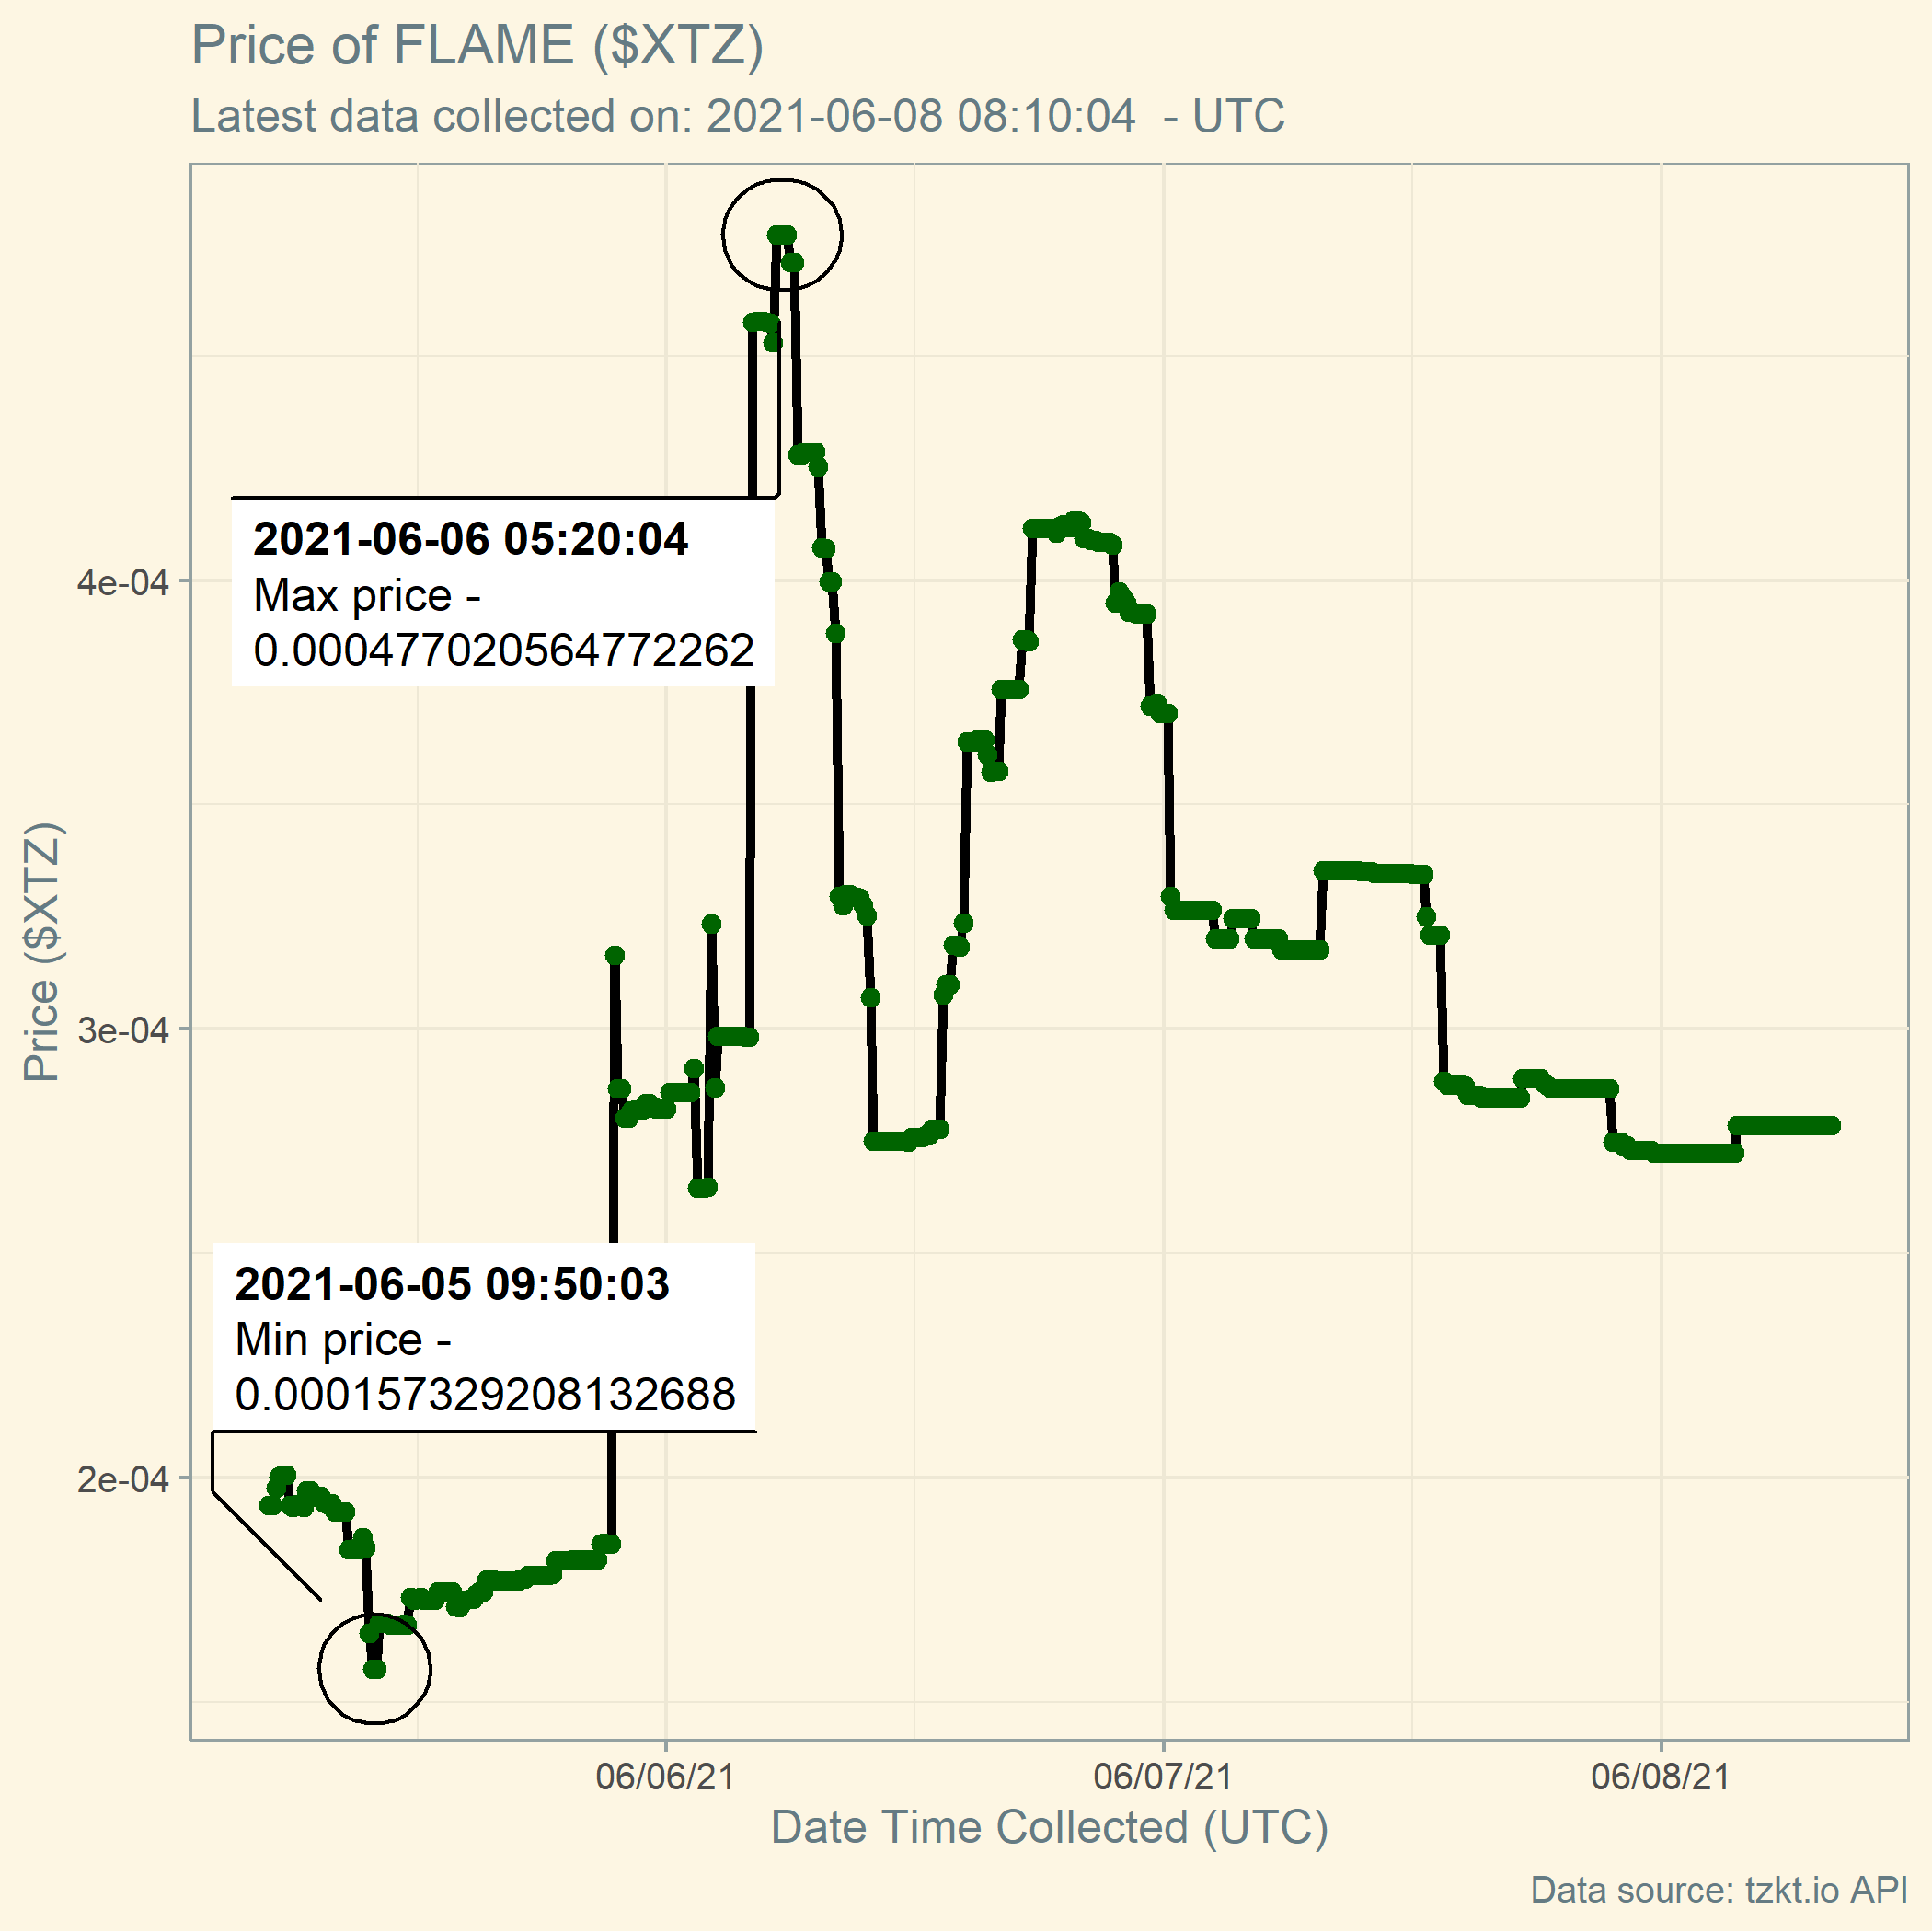 Price of FLAME ($XTZ)
Latest data collected on: 2021-06-08 08:10:04  - UTC
2021-06-06 05:20:04
Max price -
0.000477020564772262
2021-06-05 09:50:03
Min price -
0.000157329208132688
Price ($XTZ)
4e-04
3e-04
2e-04
06/06/21
06/07/21
06/08/21
Date Time Collected (UTC)
Data source: tzkt.io API